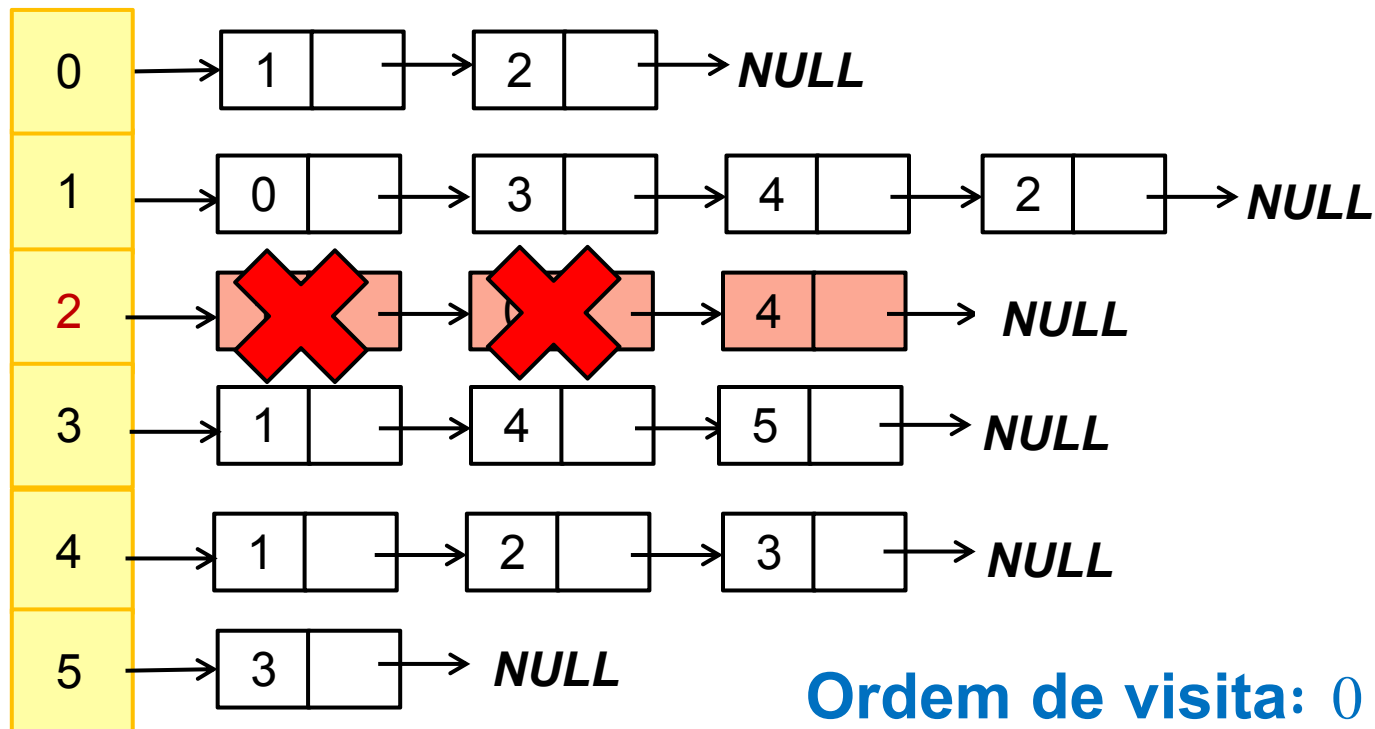 0 1 2 NULL
1 0 3 4 2 NULL
2 4 NULL
3 1 4 5 NULL
4 1 2 3 NULL
5 3 NULL
Ordem de visita: 0